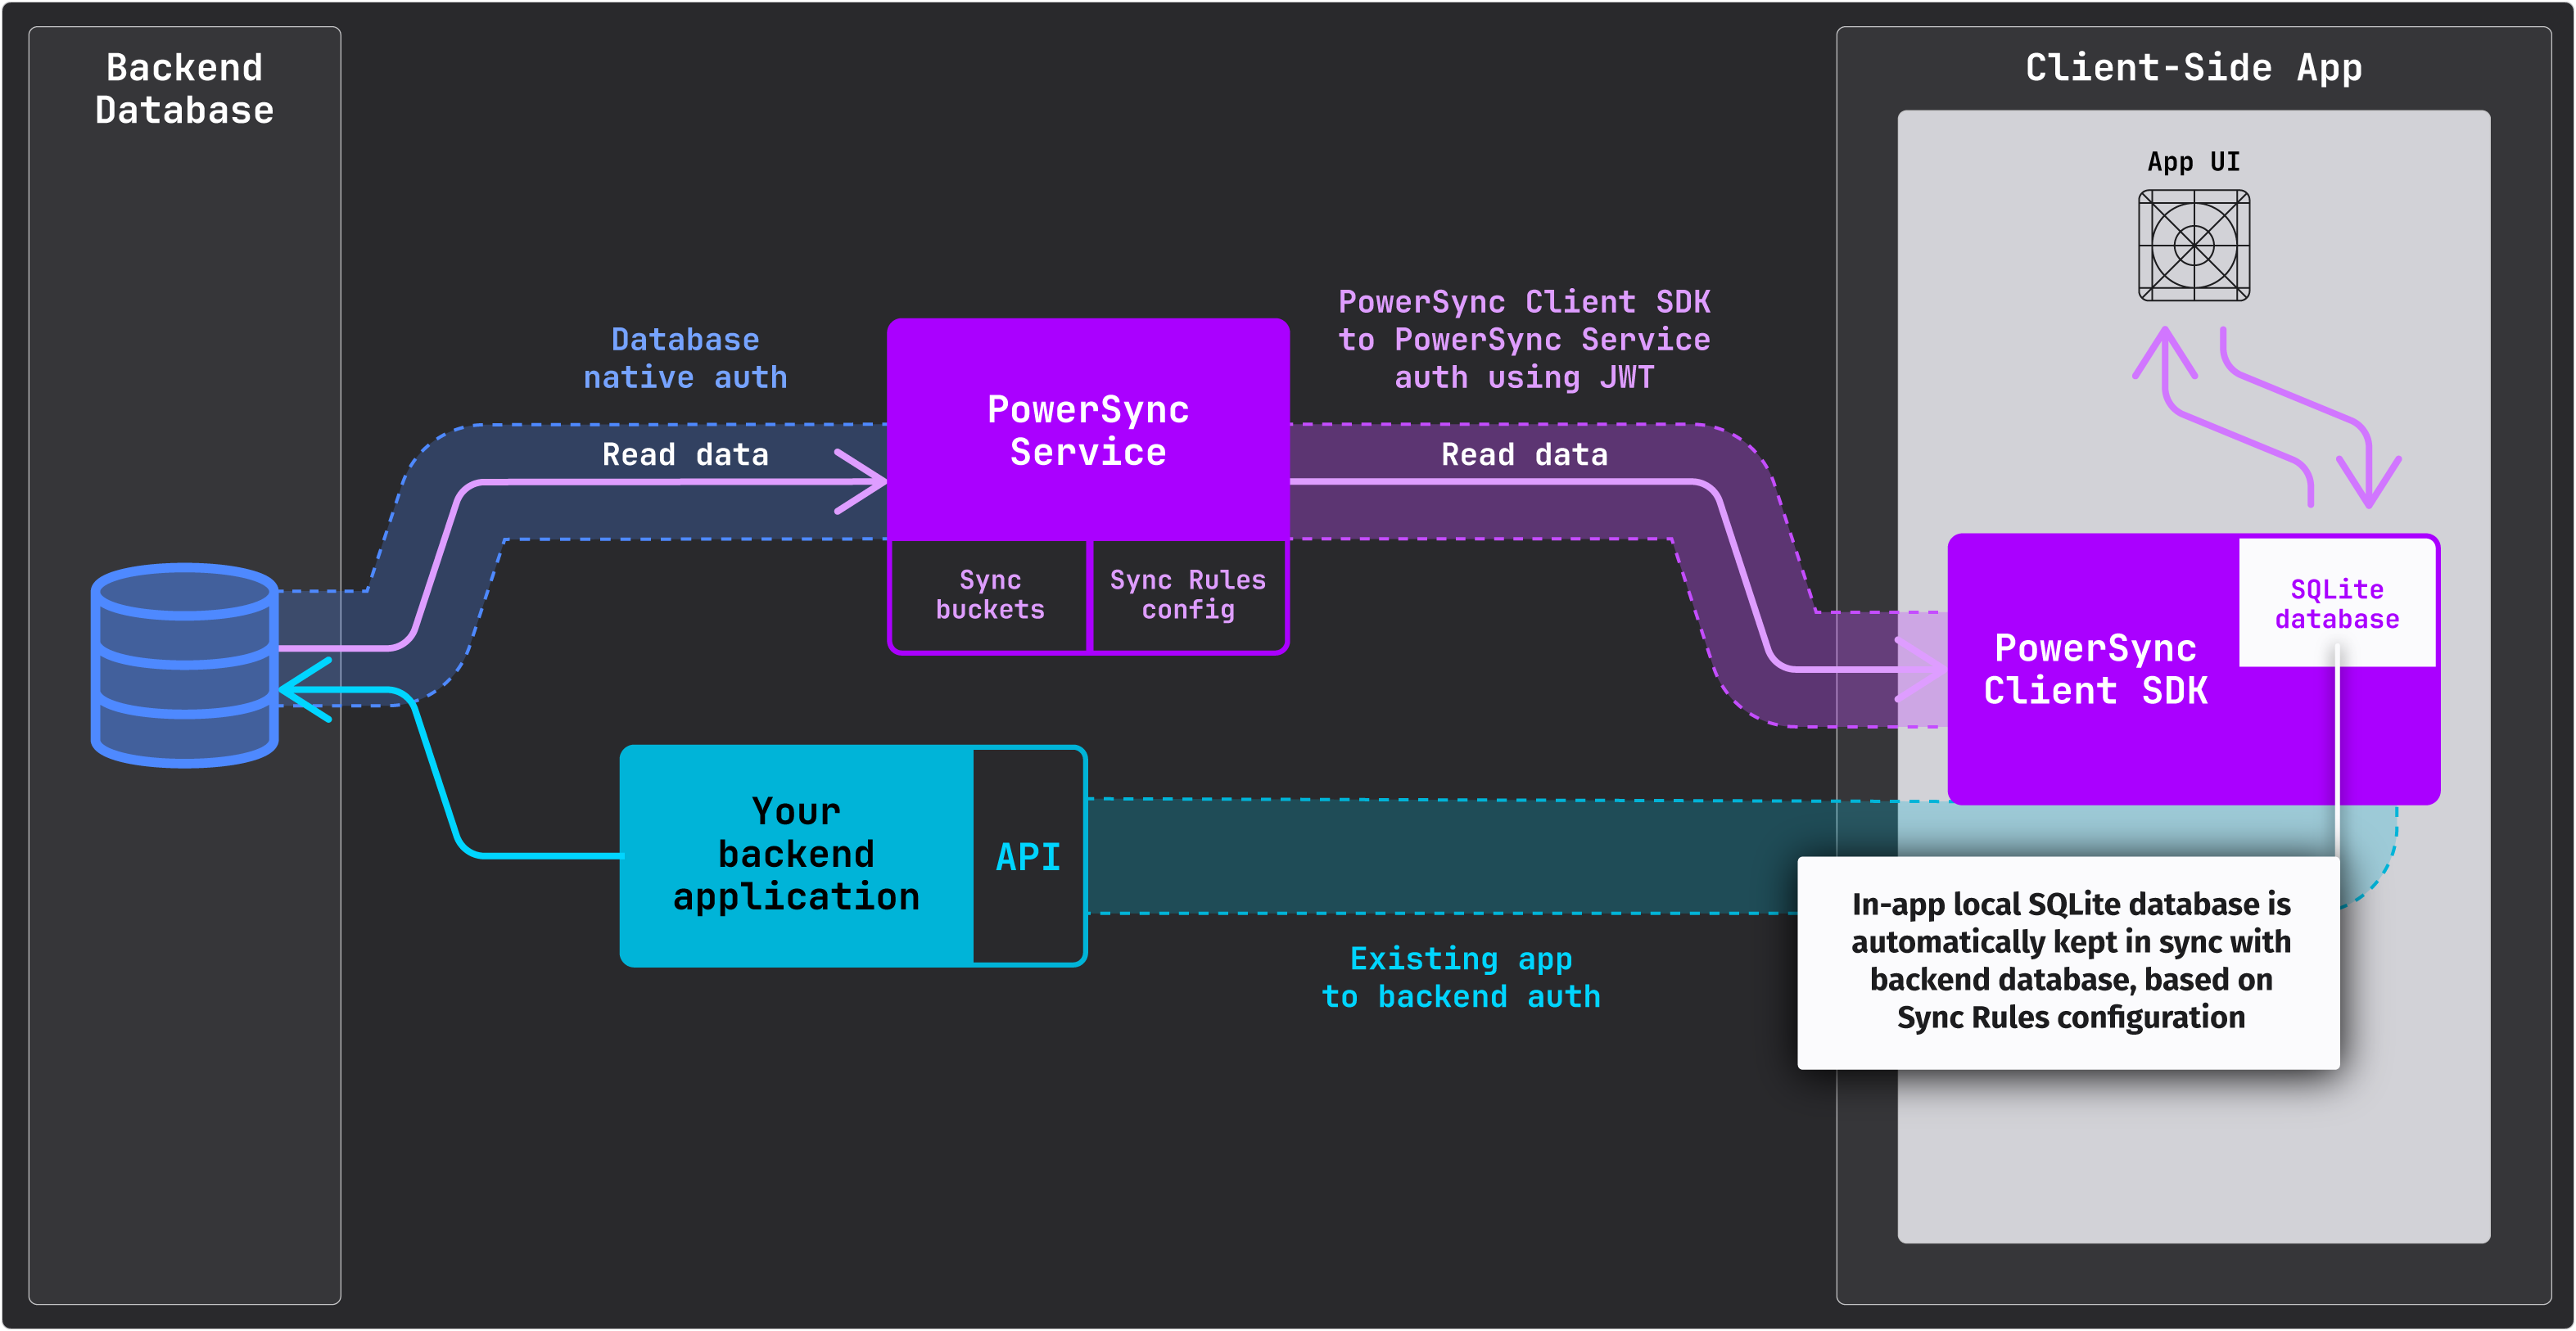 Backend
Database
Client-Side App
App UI
Database
native auth
PowerSync Client SDK
to PowerSync Service
auth using JWT
Read data
PowerSync
Service
Read data
Sync
buckets
Sync Rules
config
SQLite
database
PowerSync
Client SDK
Your
backend
application
API
Existing app
to backend auth
In-app local SQLite database is
automatically kept in sync with
backend database, based on
Sync Rules configuration